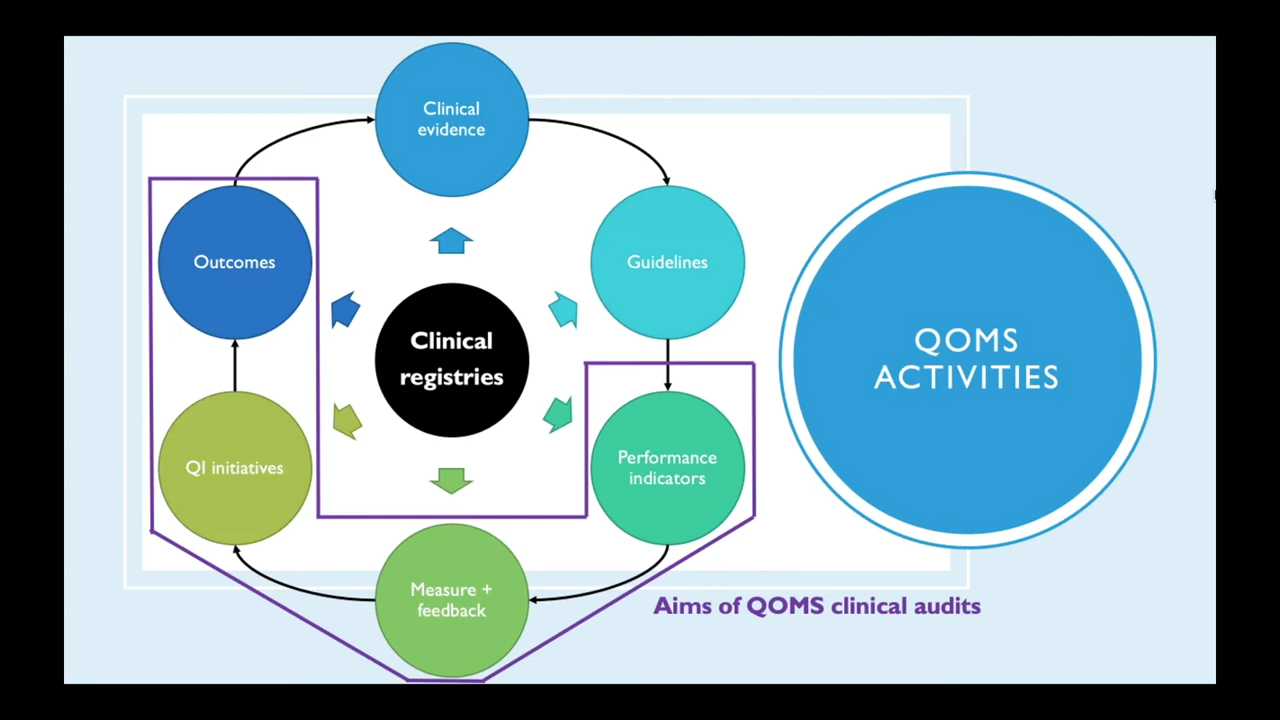 Clinical
evidence
Outcomes
Guidelines
Clinical
registries
QI initiatives
Performance
indicators
Measure +
feedback
Aims of QOMS clinical audits
QOMS
ACTIVITIES